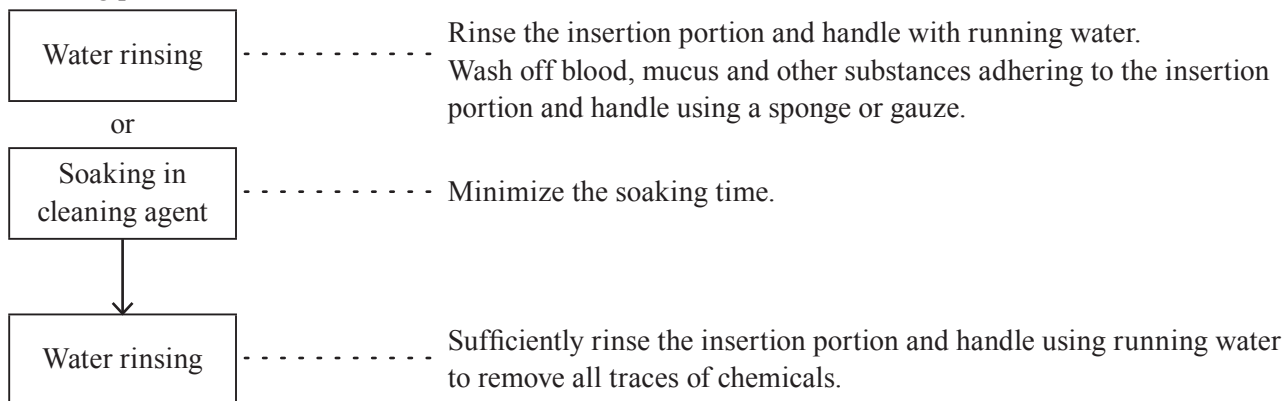 Water rinsing
Rinse the insertion portion and handle with running water.
Wash off blood, mucus and other substances adhering to the insertion
portion and handle using a sponge or gauze.
or
Soaking in
cleaning agent
Minimize the soaking time.
Water rinsing
Sufficiently rinse the insertion portion and handle using running water
to remove all traces of chemicals.